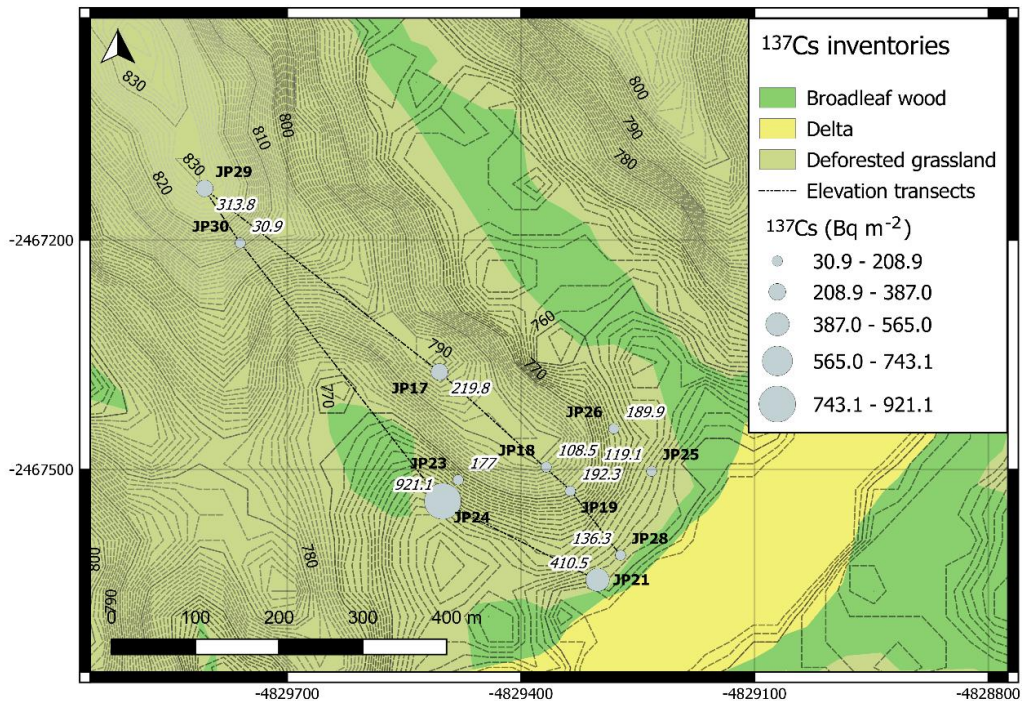 ¹³⁷Cs inventories
Broadleaf wood
Delta
Deforested grassland
Elevation transects
¹³⁷Cs (Bq m⁻²)
30.9 - 208.9
208.9 - 387.0
387.0 - 565.0
565.0 - 743.1
743.1 - 921.1
830
800
810
830
820
800
790
780
JP29
313.8
JP30
30.9
-2467200
760
790
770
770
JP17
219.8
JP26
189.9
JP18
108.5
119.1
JP25
JP23
177
192.3
-2467500
921.1
JP19
JP24
136.3
JP28
410.5
JP21
800
780
790
0
100
200
300
400 m
-4829700
-4829400
-4829100
-4828800